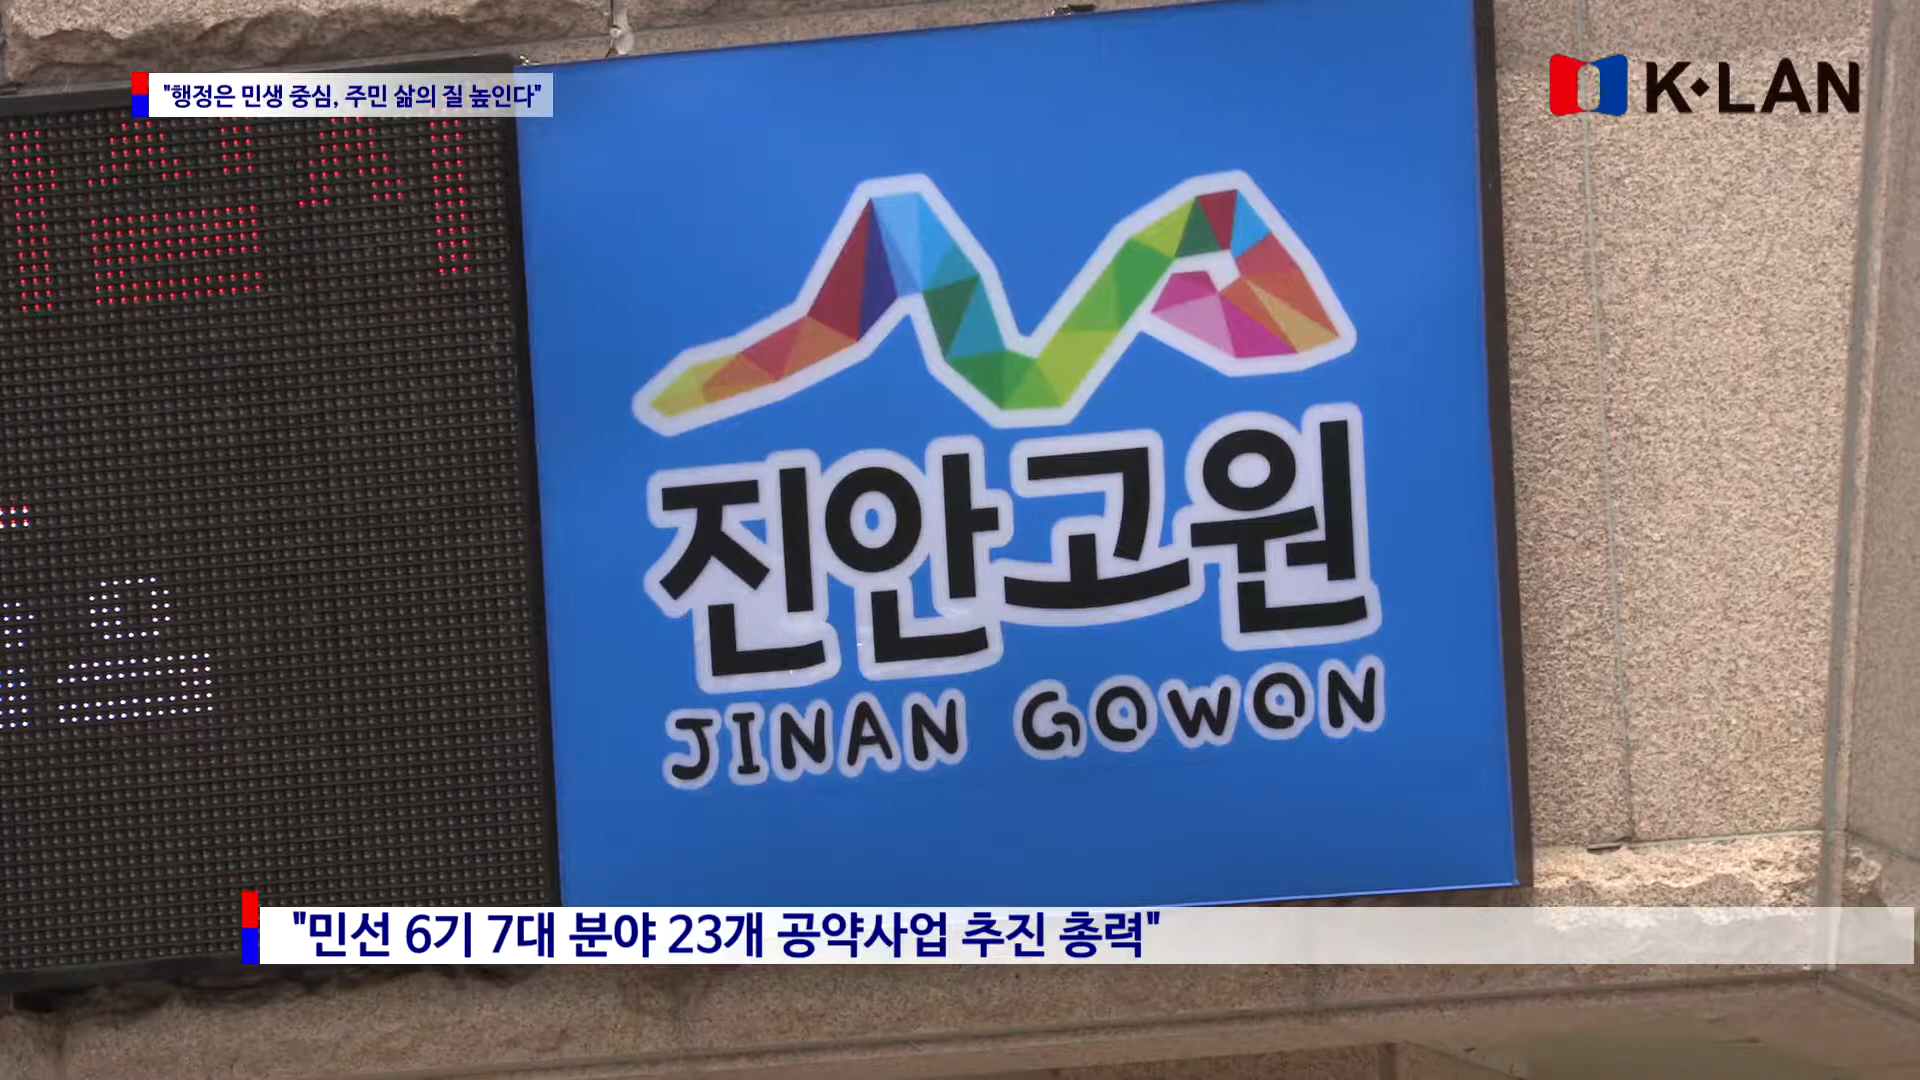 "행정은 민생 중심, 주민 삶의 질 높인다"
K·LAN
진안고원
JINAN GOWON
"민선 6기 7대 분야 23개 공약사업 추진 총력"